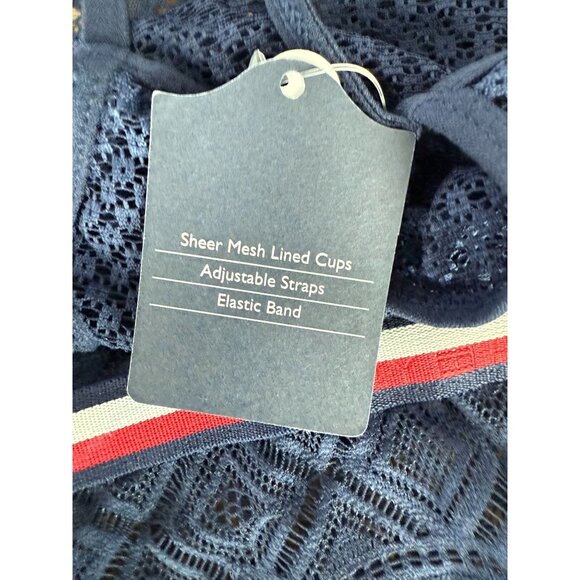 Sheer Mesh Lined Cups
Adjustable Straps
Elastic Band